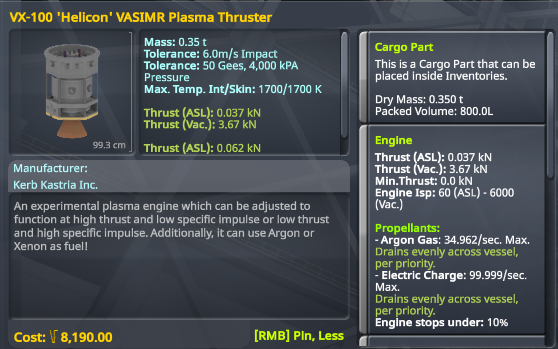 VX-100 'Helicon' VASIMR Plasma Thruster
99.3 cm
Mass: 0.35 t
Tolerance: 6.0m/s Impact
Tolerance: 50 Gees, 4,000 kPA
Pressure
Max. Temp. Int/Skin: 1700/1700 K
Thrust (ASL): 0.037 kN
Thrust (Vac.): 3.67 kN
Thrust (ASL): 0.062 kN
Manufacturer:
Kerb Kastria Inc.
An experimental plasma engine which can be adjusted to
function at high thrust and low specific impulse or low thrust
and high specific impulse. Additionally, it can use Argon or
Xenon as fuel!
Cost: 8,190.00
[RMB] Pin, Less
Cargo Part
This is a Cargo Part that can be
placed inside Inventories.
Dry Mass: 0.350 t
Packed Volume: 800.0L
Engine
Thrust (ASL): 0.037 kN
Thrust (Vac.): 3.67 kN
Min.Thrust: 0.0 kN
Engine Isp: 60 (ASL) - 6000
(Vac.)
Propellants:
- Argon Gas: 34.962/sec. Max.
Drains evenly across vessel,
per priority.
- Electric Charge: 99.999/sec.
Max.
Drains evenly across vessel,
per priority.
Engine stops under: 10%